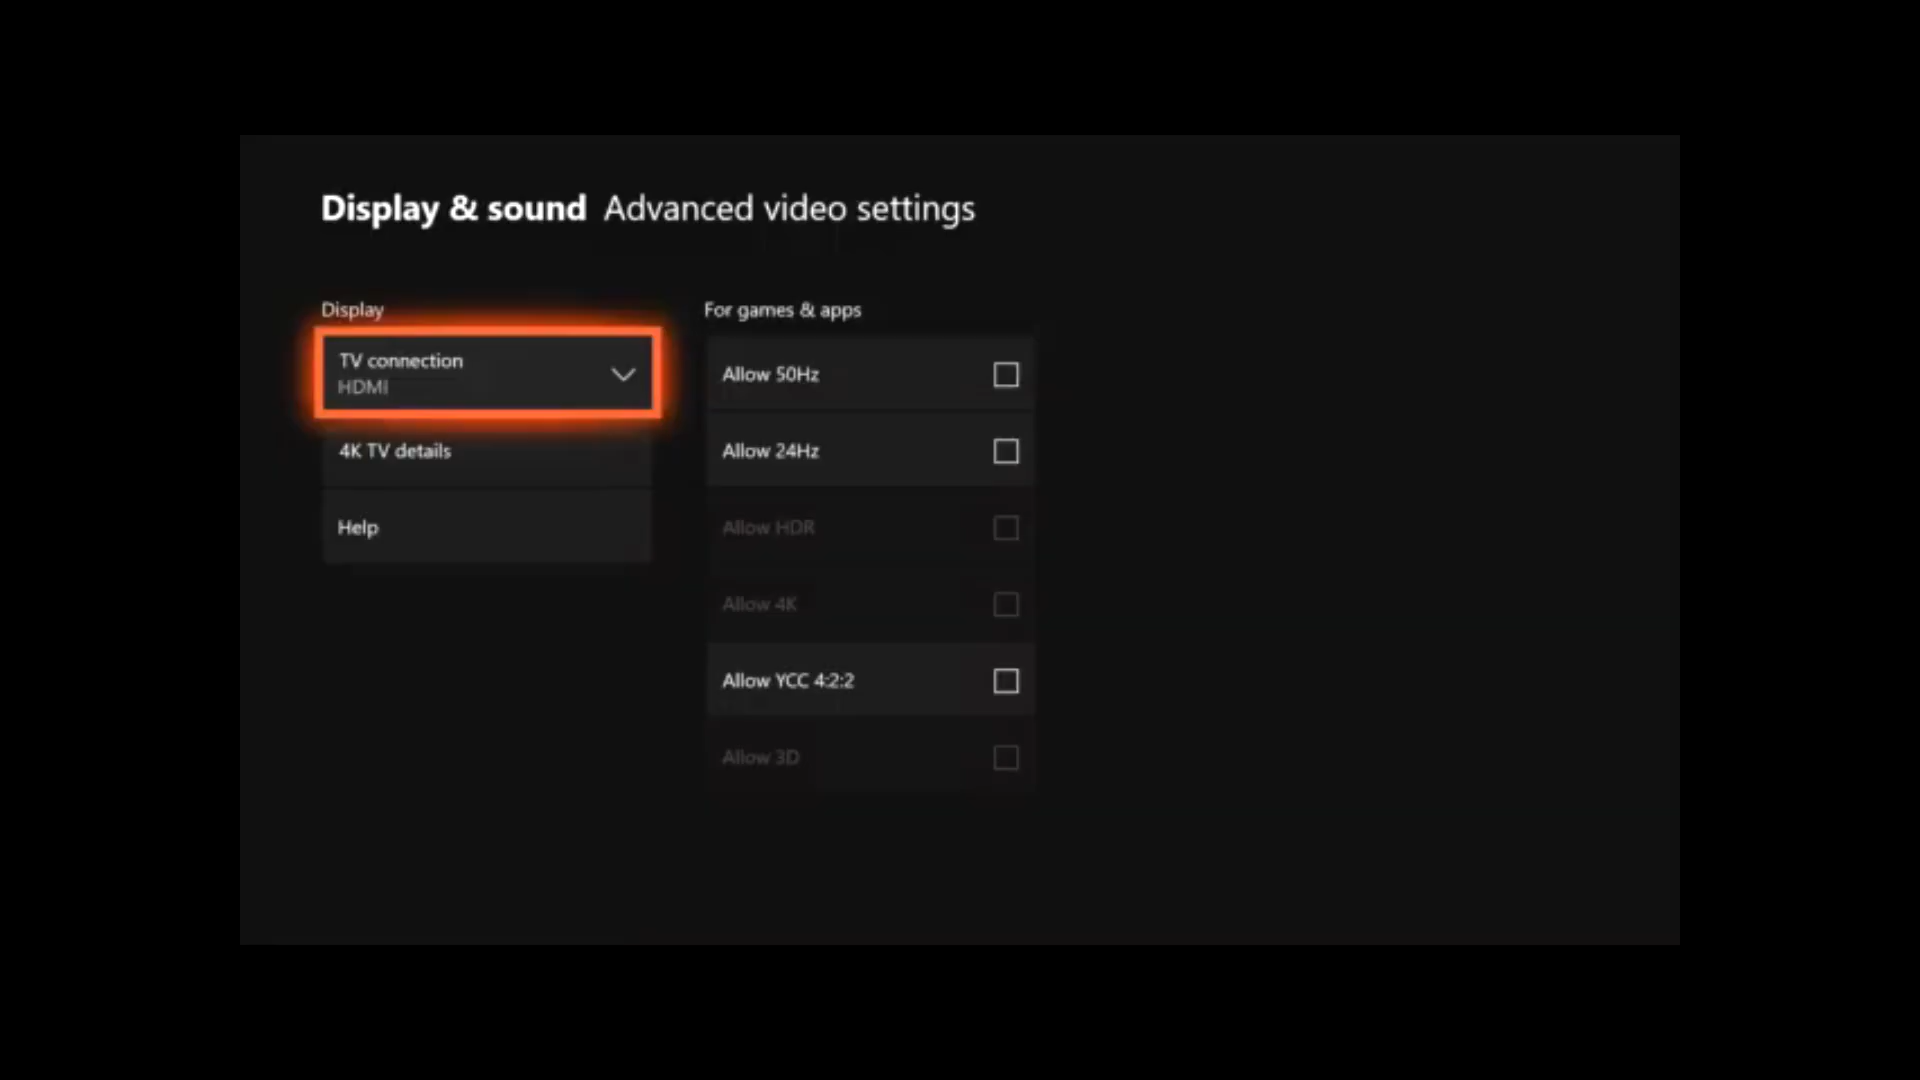 Display & sound Advanced video settings
Display
TV connection
HDMI
4K TV details
Help
For games & apps
Allow 50Hz
Allow 24Hz
Allow HDR
Allow 4K
Allow YCC 4:2:2
Allow 3D